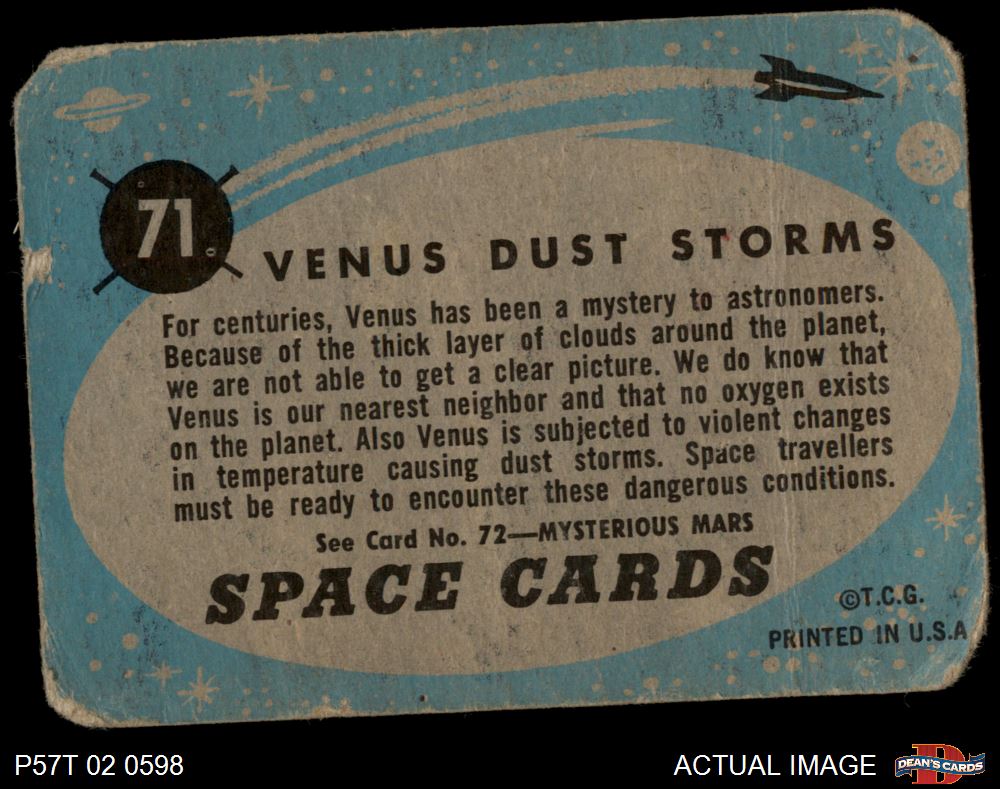 71
VENUS DUST STORMS
For centuries, Venus has been a mystery to astronomers.
Because of the thick layer of clouds around the planet,
we are not able to get a clear picture. We do know that
Venus is our nearest neighbor and that no oxygen exists
on the planet. Also Venus is subjected to violent changes
in temperature causing dust storms. Space travellers
must be ready to encounter these dangerous conditions.
See Card No. 72—MYSTERIOUS MARS
SPACE CARDS
©T.C.G.
PRINTED IN U.S.A
P57T 02 0598
ACTUAL IMAGE
D
DEAN'S CARDS